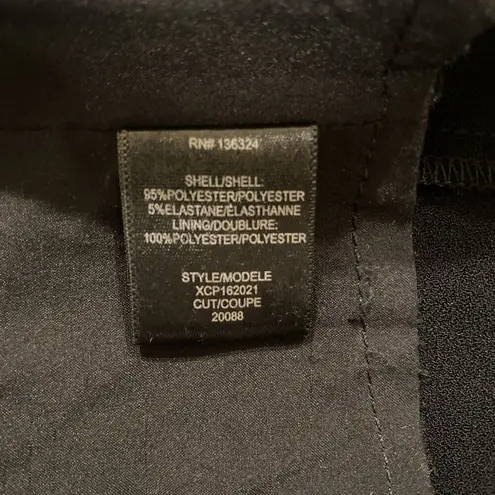 RN# 136324
SHELL/SHELL:
95%POLYESTER/POLYESTER
5%ELASTANE/ÉLASTHANNE
LINING/DOUBLURE:
100%POLYESTER/POLYESTER
STYLE/MODELE
XCP162021
CUT/COUPE
20088